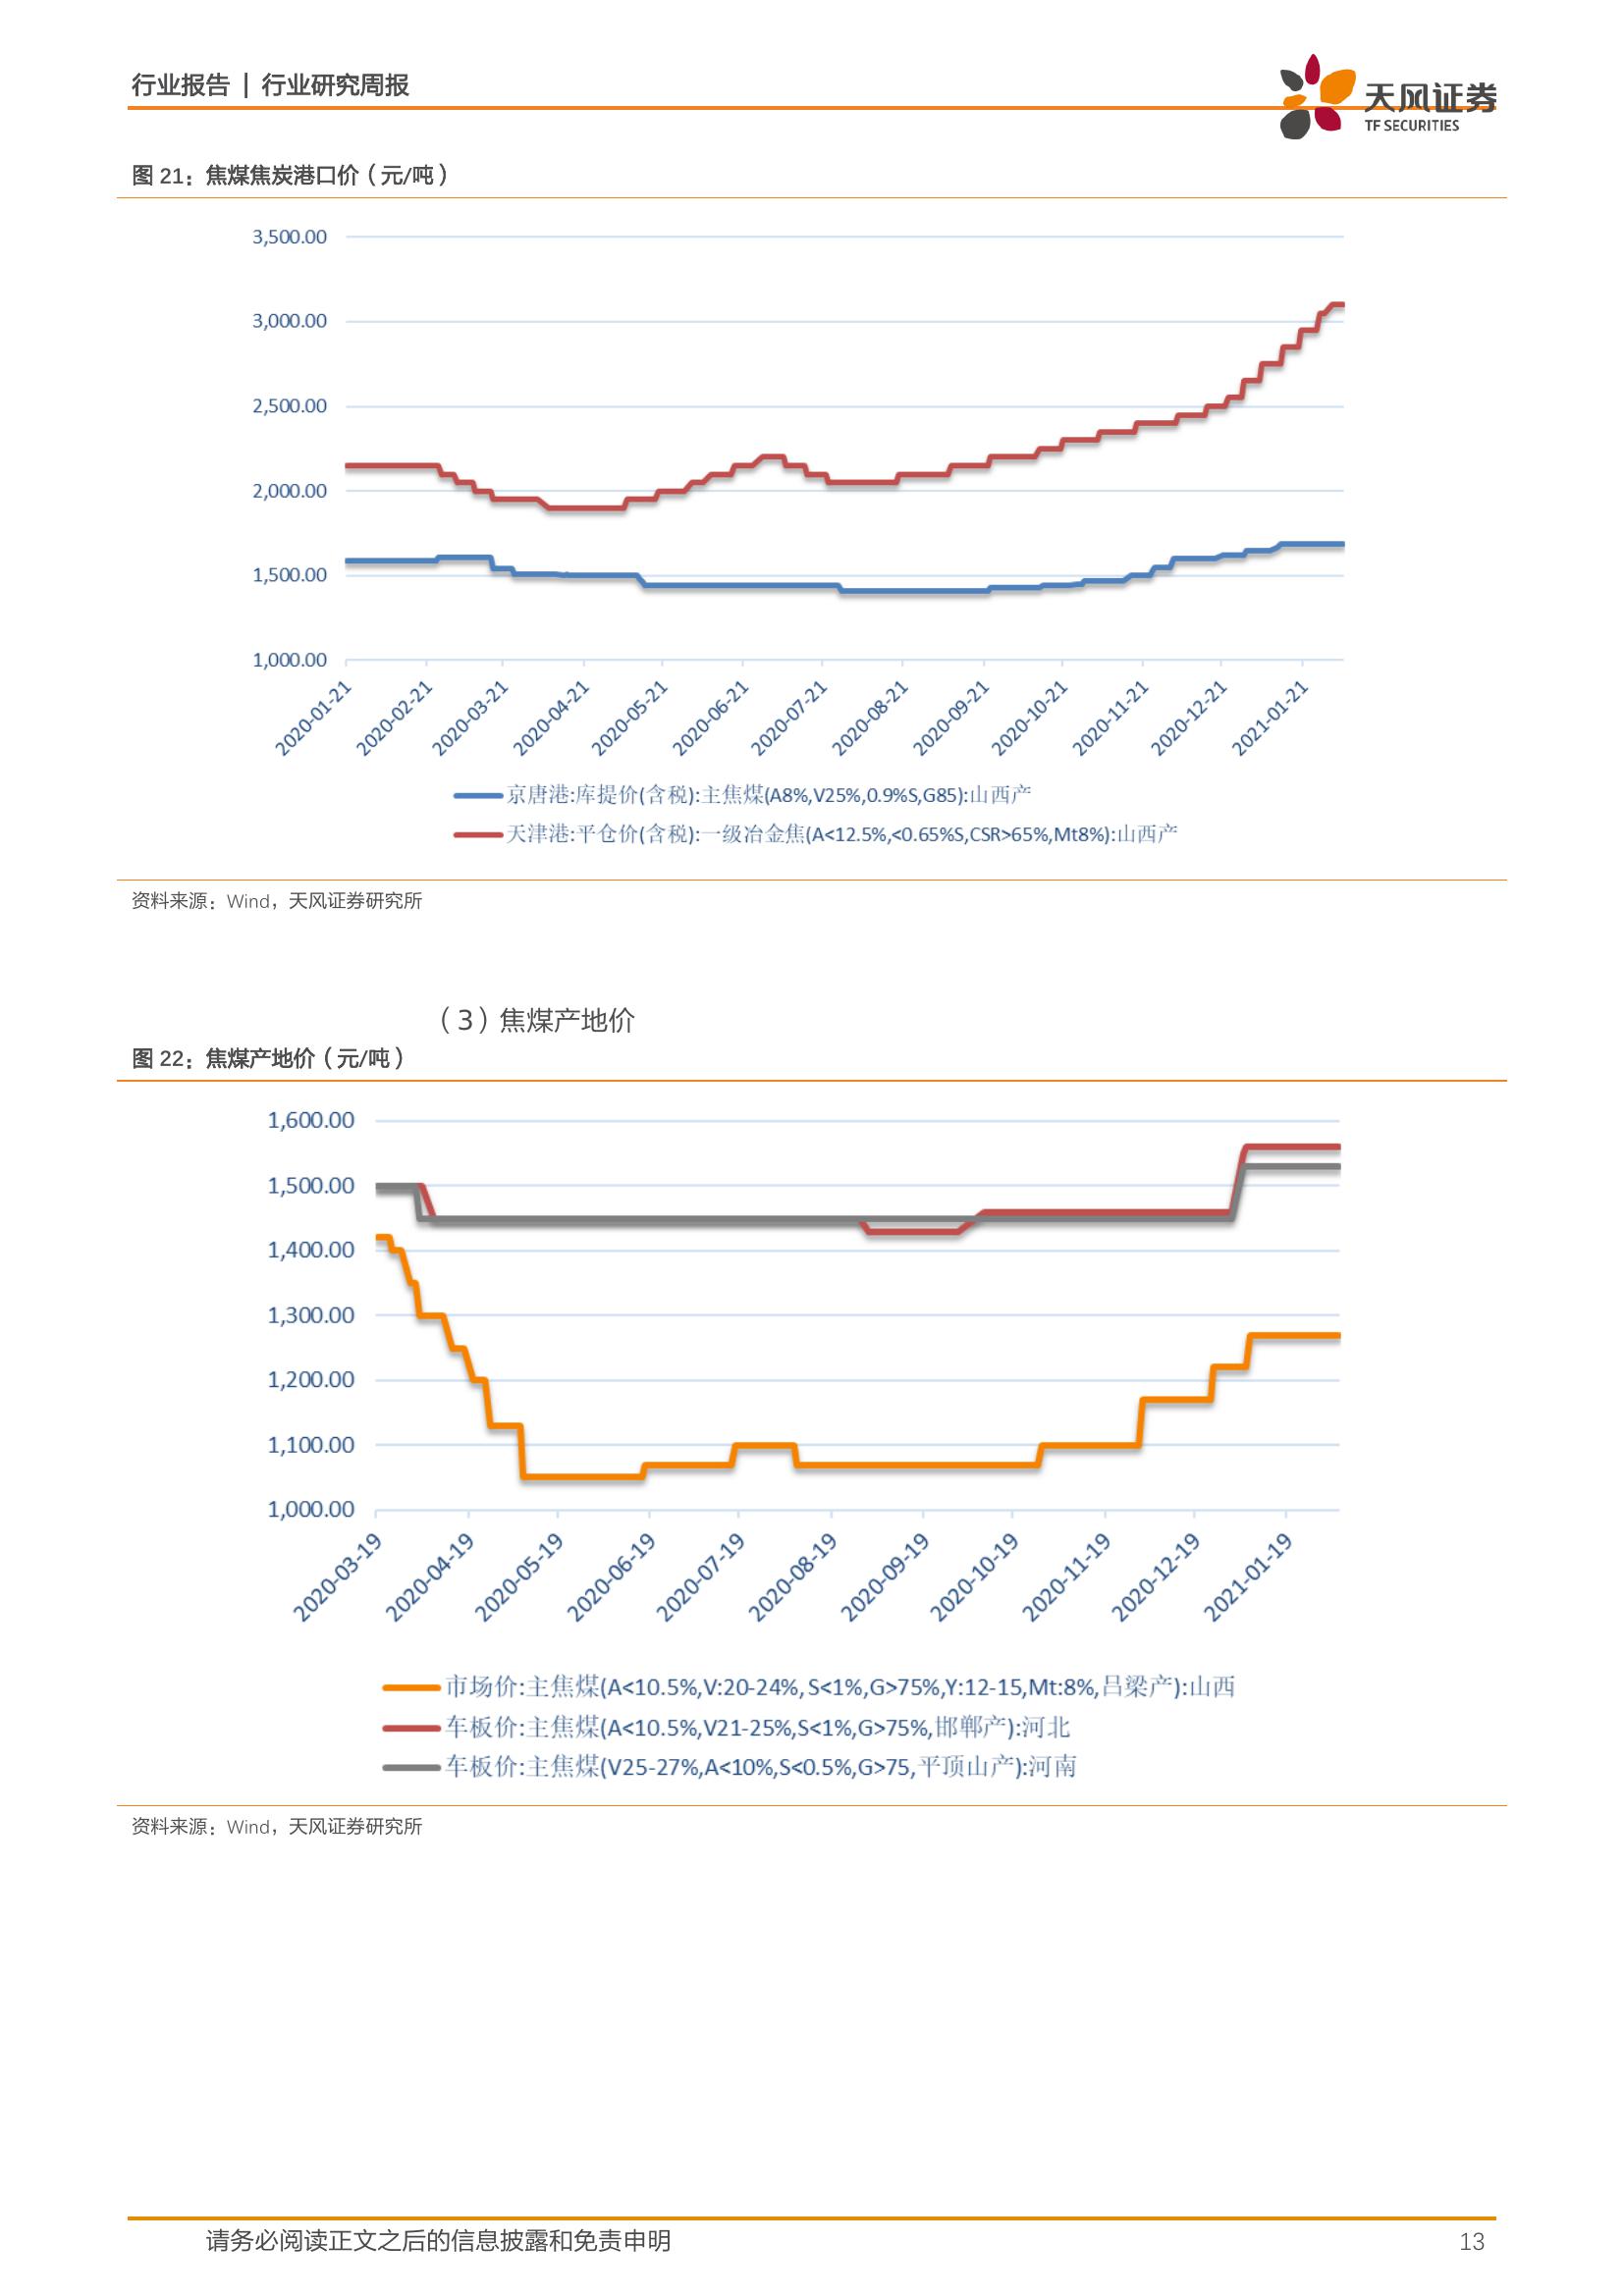 行业报告 | 行业研究周报
天风证券
TF SECURITIES
图 21：焦煤焦炭港口价（元/吨）
3,500.00
3,000.00
2,500.00
2,000.00
1,500.00
1,000.00
2020-01-21
2020-02-21
2020-03-21
2020-04-21
2020-05-21
2020-06-21
2020-07-21
2020-08-21
2020-09-21
2020-10-21
2020-11-21
2020-12-21
2021-01-21
京唐港:库提价(含税):主焦煤(A8%,V25%,0.9%S,G85):山西产
天津港:平仓价(含税):一级冶金焦(A<12.5%,<0.65%S,CSR>65%,Mt8%):山西产
资料来源：Wind，天风证券研究所
（3）焦煤产地价
图 22：焦煤产地价（元/吨）
1,600.00
1,500.00
1,400.00
1,300.00
1,200.00
1,100.00
1,000.00
2020-03-19
2020-04-19
2020-05-19
2020-06-19
2020-07-19
2020-08-19
2020-09-19
2020-10-19
2020-11-19
2020-12-19
2021-01-19
市场价:主焦煤(A<10.5%,V:20-24%,S<1%,G>75%,Y:12-15,Mt:8%,吕梁产):山西
车板价:主焦煤(A<10.5%,V21-25%,S<1%,G>75%,邯郸产):河北
车板价:主焦煤(V25-27%,A<10%,S<0.5%,G>75,平顶山产):河南
资料来源：Wind，天风证券研究所
请务必阅读正文之后的信息披露和免责申明
13